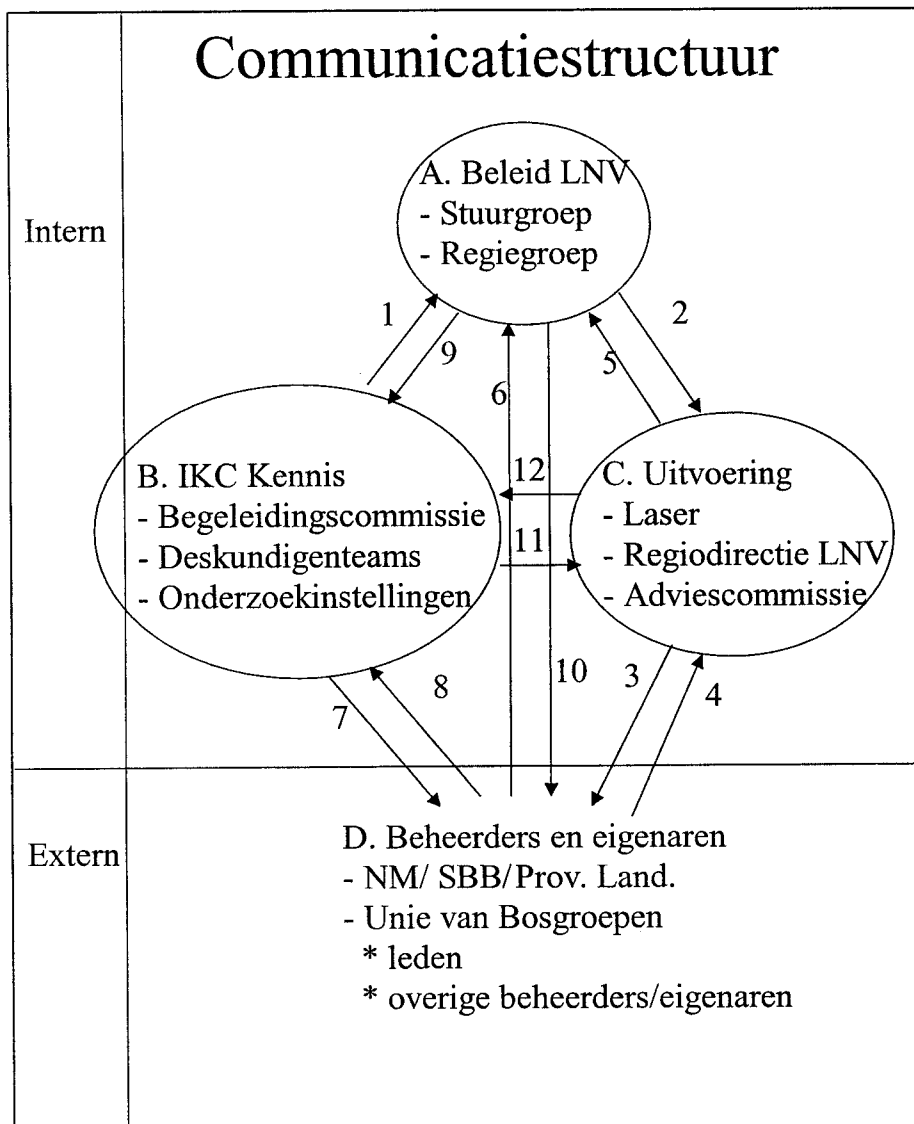 Communicatiestructuur
Intern
A. Beleid LNV
- Stuurgroep
- Regiegroep
1
9
6
5
2
B. IKC Kennis
- Begeleidingscommissie
- Deskundigenteams
- Onderzoekinstellingen
12
11
C. Uitvoering
- Laser
- Regiodirectie LNV
- Adviescommissie
7
8
10
3
4
Extern
D. Beheerders en eigenaren
- NM/ SBB/Prov. Land.
- Unie van Bosgroepen
* leden
* overige beheerders/eigenaren